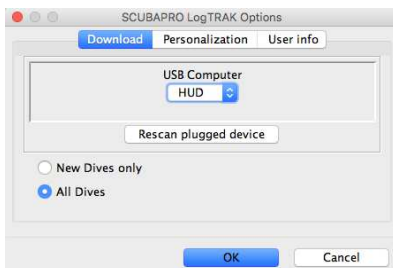 SCUBAPRO LogTRAK Options
Download Personalization User info
USB Computer
HUD
Rescan plugged device
New Dives only
All Dives
OK Cancel